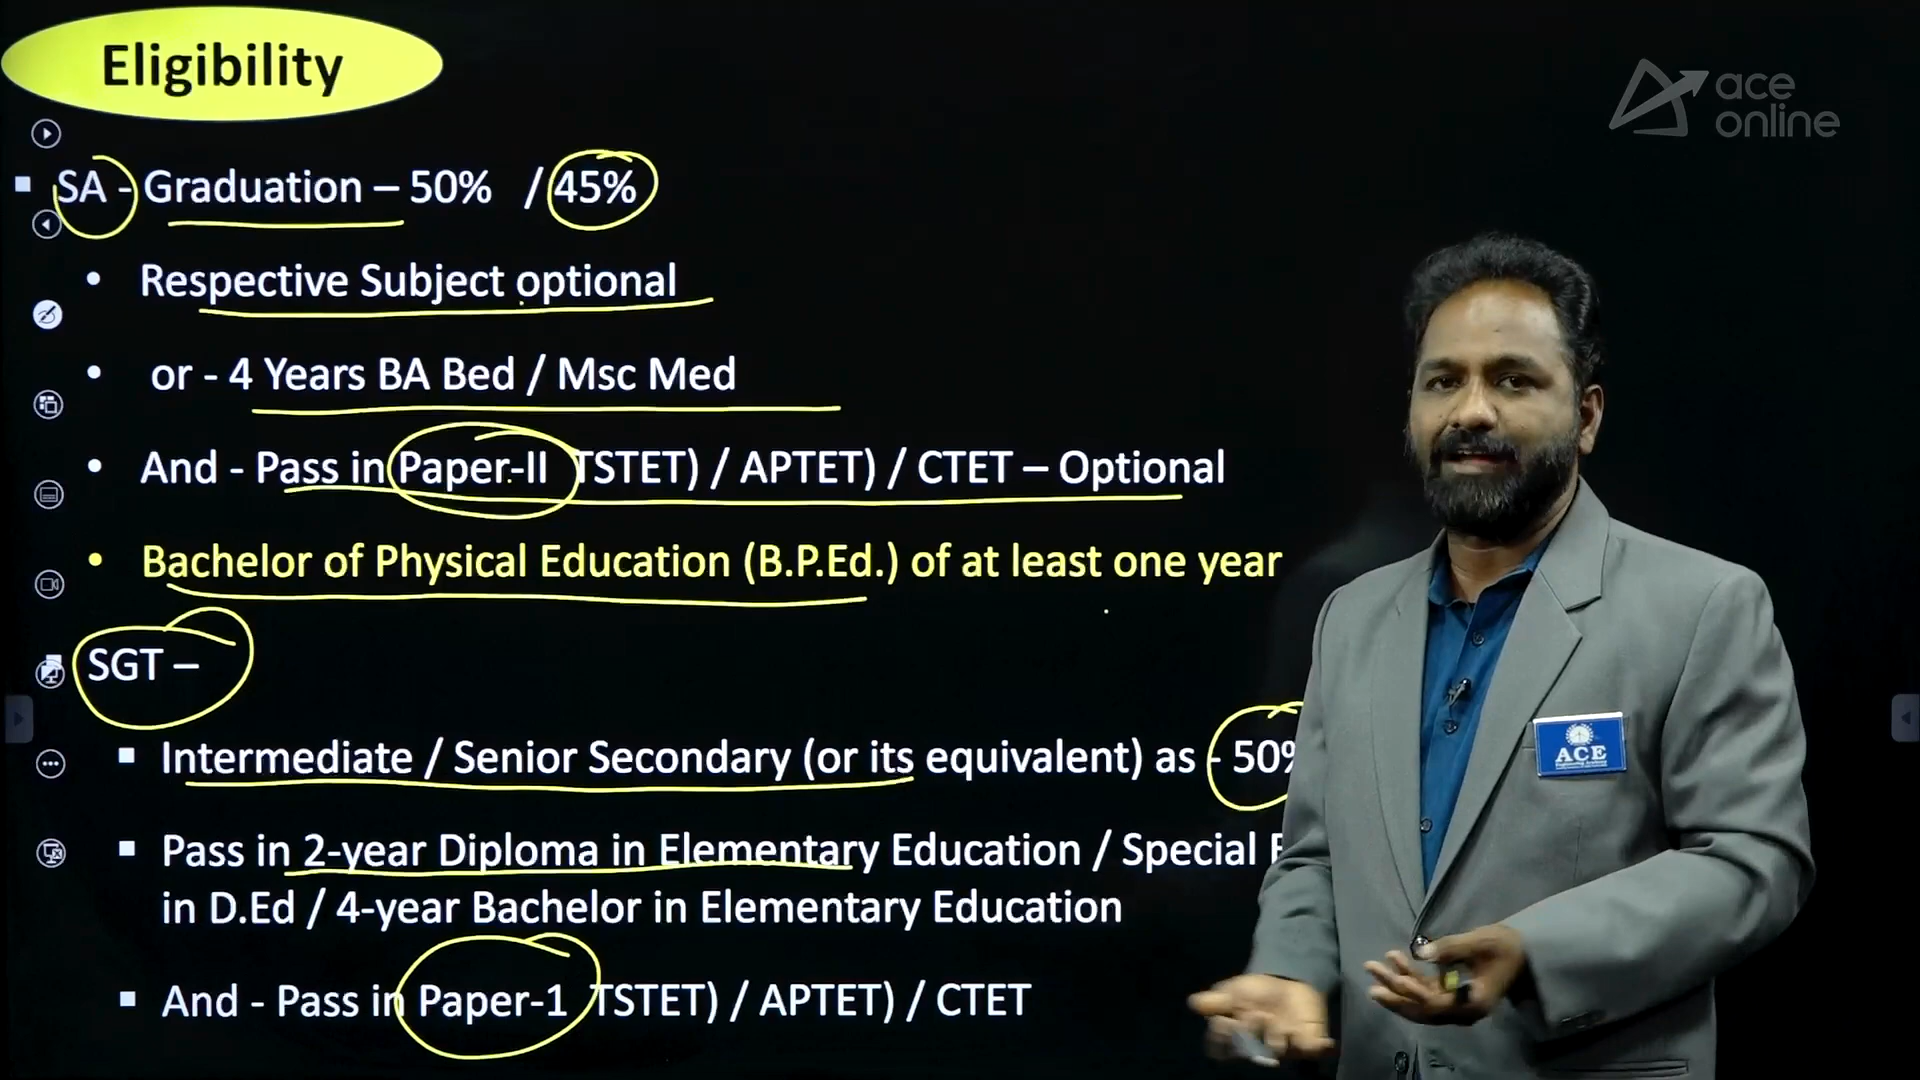 Eligibility
ace
online
SA - Graduation – 50% / 45%
Respective Subject optional
or - 4 Years BA Bed / Msc Med
And - Pass in Paper-II TSTET) / APTET) / CTET – Optional
Bachelor of Physical Education (B.P.Ed.) of at least one year
SGT –
Intermediate / Senior Secondary (or its equivalent) as - 50%
Pass in 2-year Diploma in Elementary Education / Special
in D.Ed / 4-year Bachelor in Elementary Education
And - Pass in Paper-1 TSTET) / APTET) / CTET
ACE